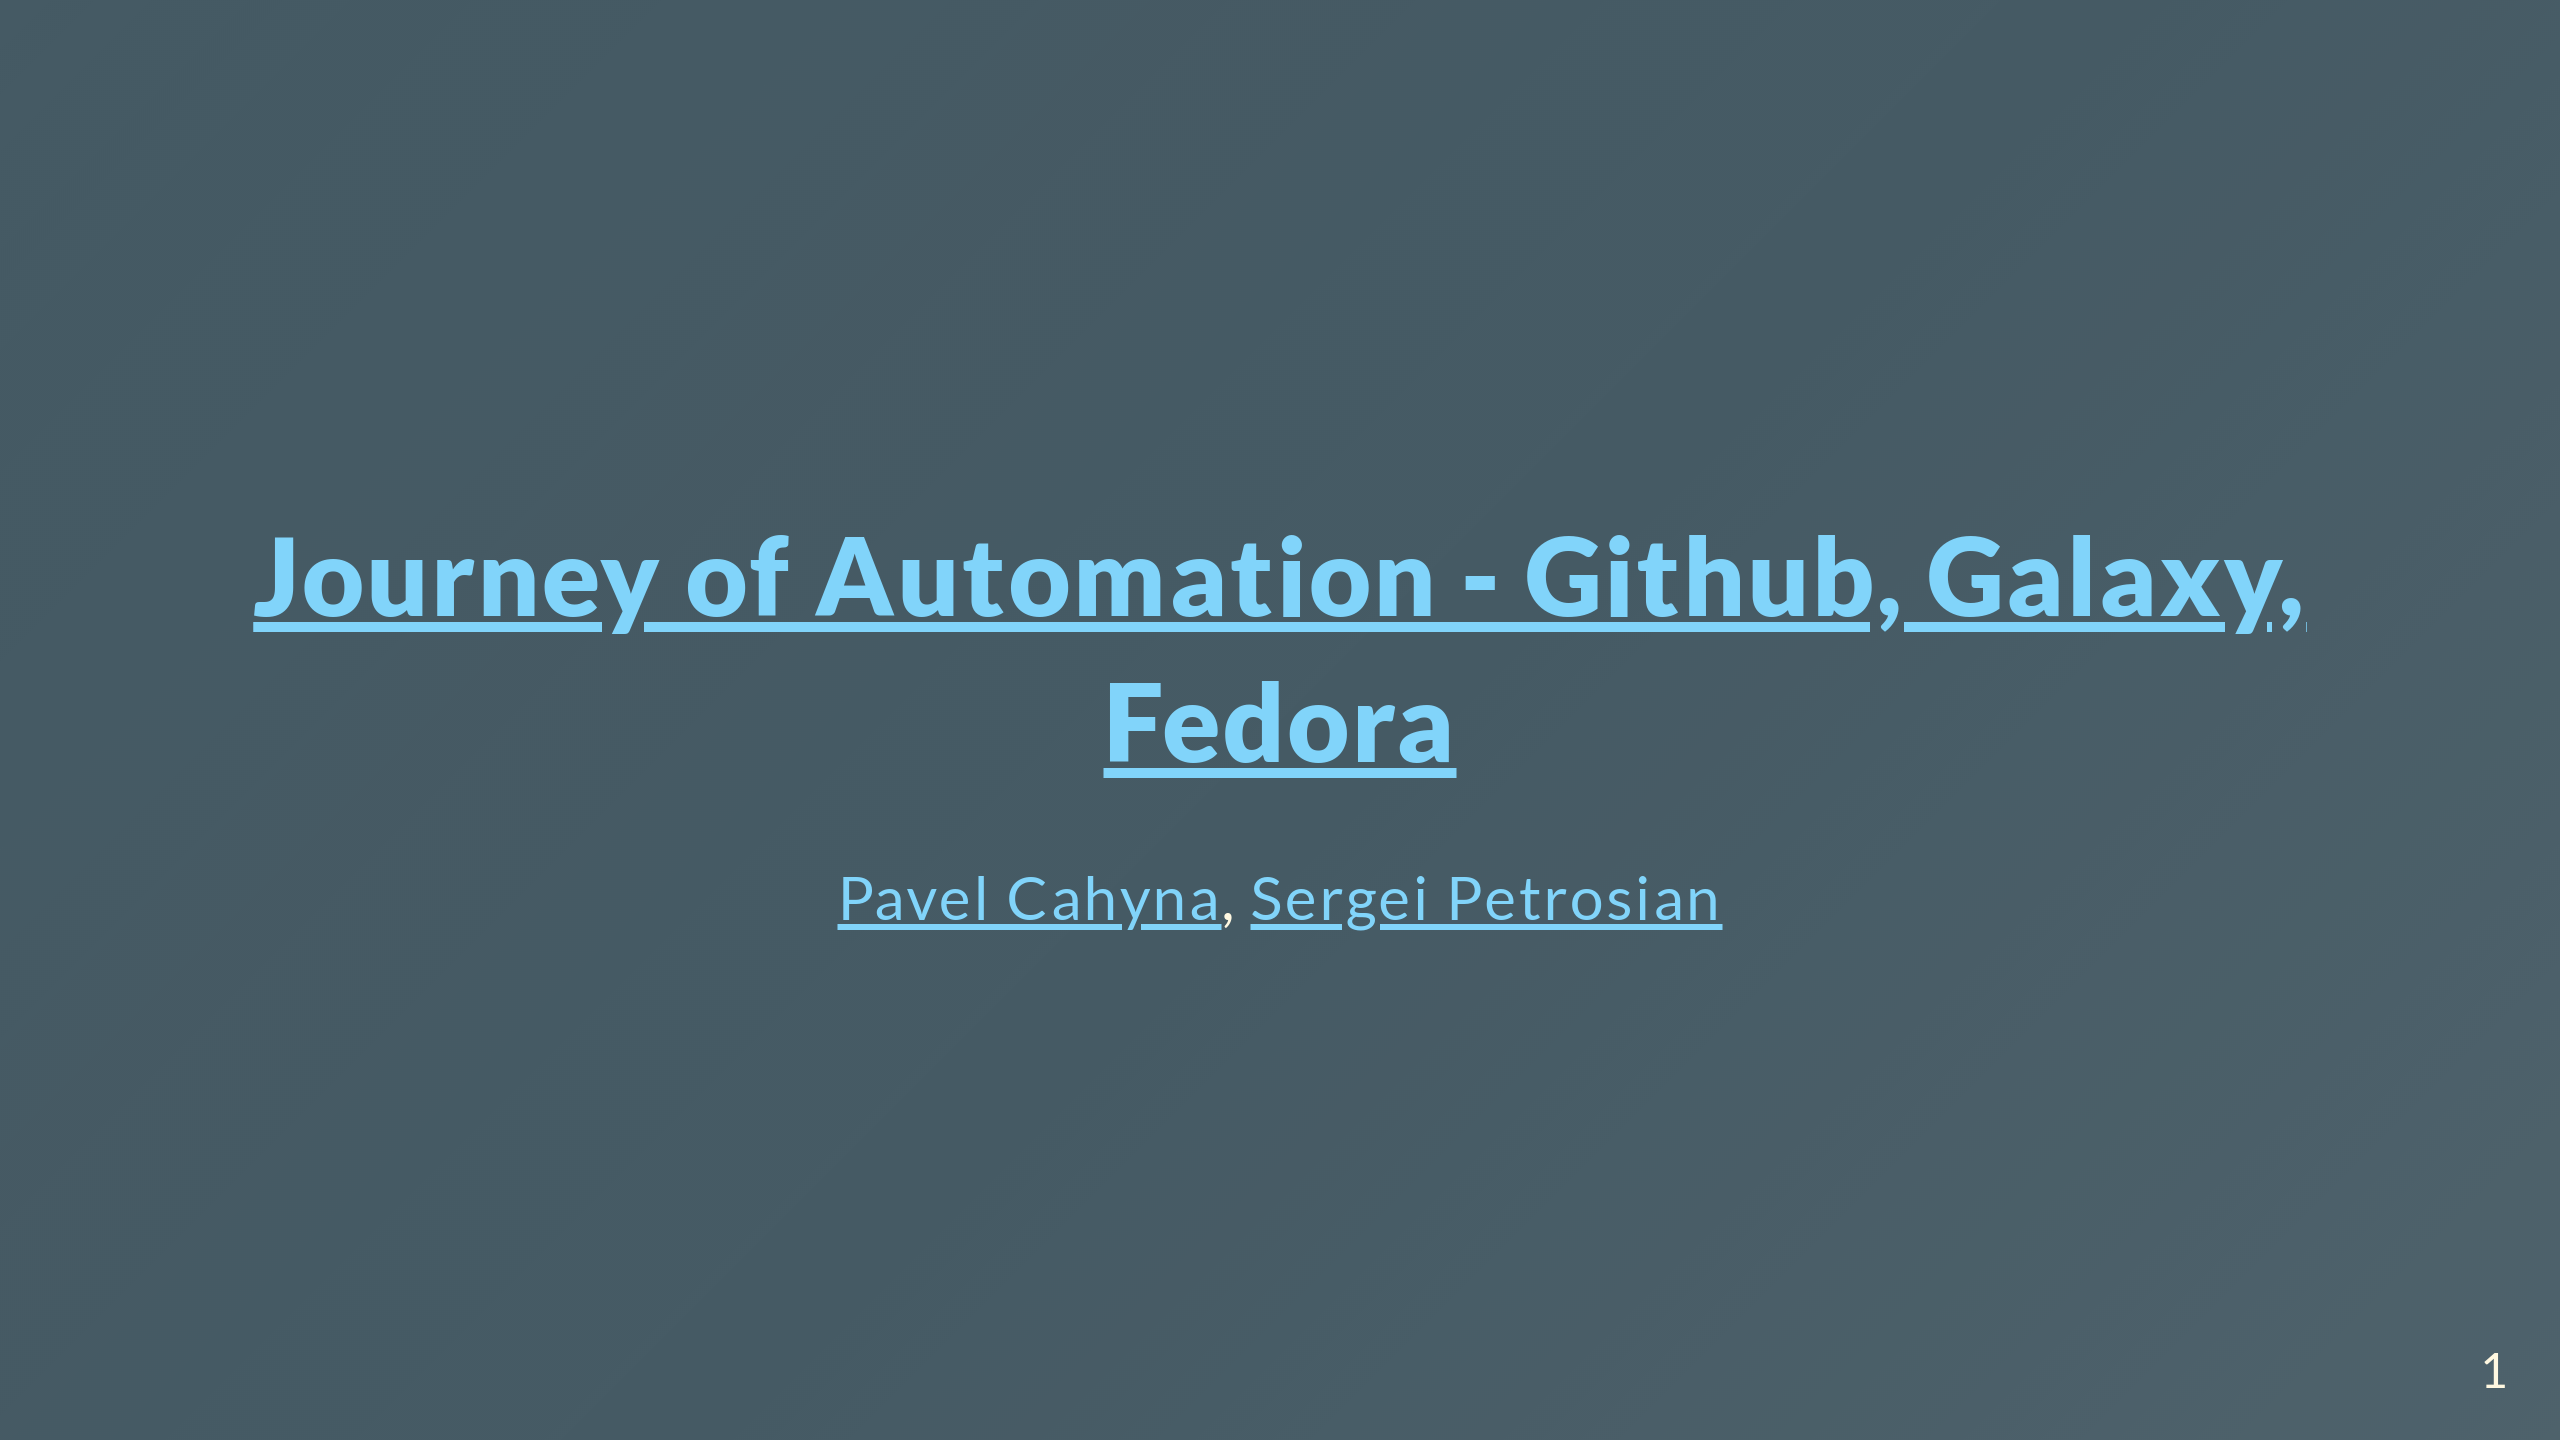 Journey of Automation - Github, Galaxy,
Fedora
Pavel Cahyna, Sergei Petrosian
1